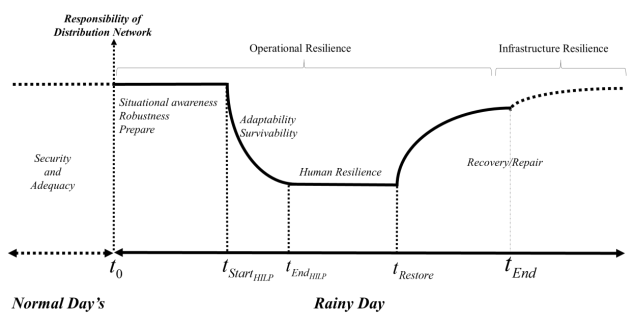 Responsibility of
Distribution Network
Operational Resilience
Infrastructure Resilience
Situational awareness
Robustness
Prepare
Adaptability
Survivability
Security
and
Adequacy
Human Resilience
Recovery/Repair
t0
tStartHILP
tEndHILP
tRestore
tEnd
Normal Day's
Rainy Day